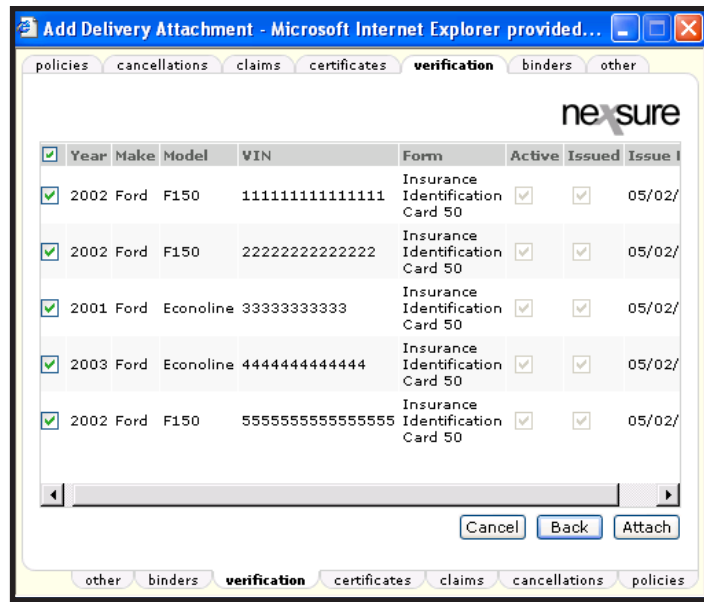 Add Delivery Attachment - Microsoft Internet Explorer provided...
policies cancellations claims certificates verification binders other
nexsure
Year Make Model VIN Form Active Issued Issue
Insurance
2002 Ford F150 111111111111111 Identification 05/02/
Card 50
Insurance
2002 Ford F150 22222222222222 Identification 05/02/
Card 50
Insurance
2001 Ford Econoline 33333333333 Identification 05/02/
Card 50
Insurance
2003 Ford Econoline 4444444444444 Identification 05/02/
Card 50
Insurance
2002 Ford F150 5555555555555555 Identification 05/02/
Card 50
Cancel Back Attach
other binders verification certificates claims cancellations policies